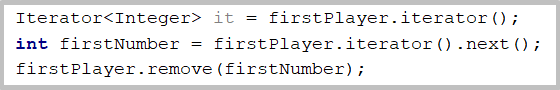 Iterator<Integer> it = firstPlayer.iterator();
int firstNumber = firstPlayer.iterator().next();
firstPlayer.remove(firstNumber);